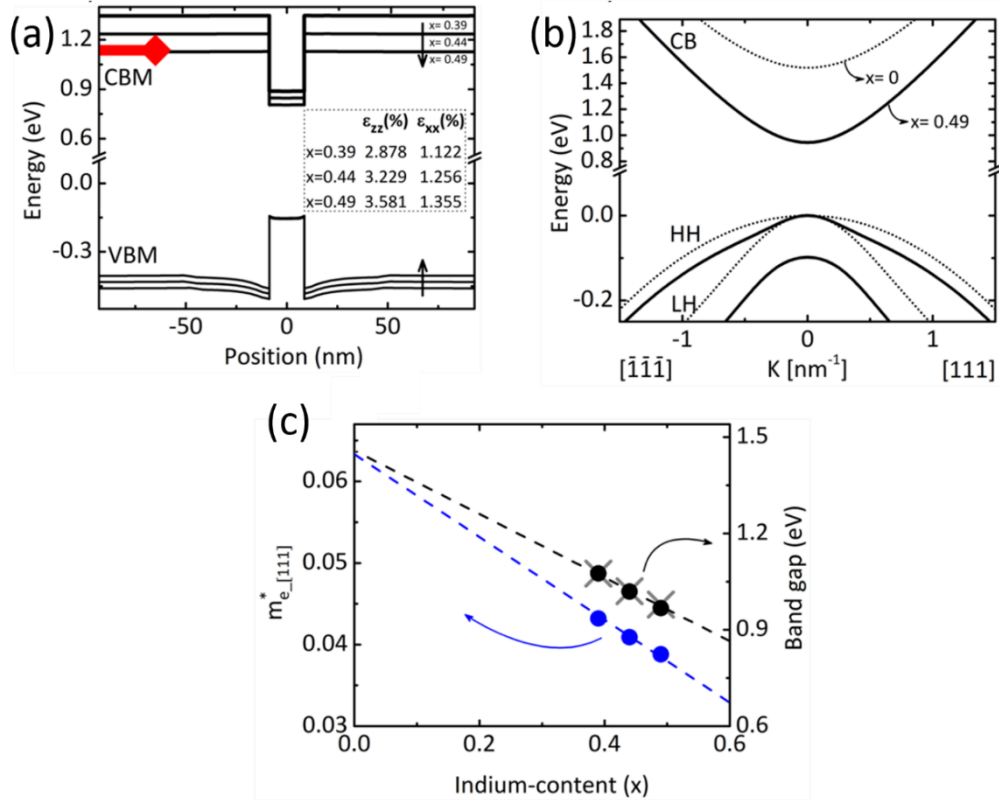 (a)
1.2
0.9
0.6
0.0
-0.3
Energy (eV)
CBM
VBM
x= 0.39
x= 0.44
x= 0.49
εzz(%) εxx(%)
x=0.39 2.878 1.122
x=0.44 3.229 1.256
x=0.49 3.581 1.355
-50 0 50
Position (nm)
(b)
1.8
1.6
1.4
1.2
1.0
0.8
0.0
-0.2
Energy (eV)
CB
x= 0
x= 0.49
HH
LH
-1 0 1
[1̄1̄1̄] K [nm⁻¹] [111]
(c)
0.06
0.05
0.04
0.03
m*e_[111]
1.5
1.2
0.9
0.6
Band gap (eV)
0.0 0.2 0.4 0.6
Indium-content (x)